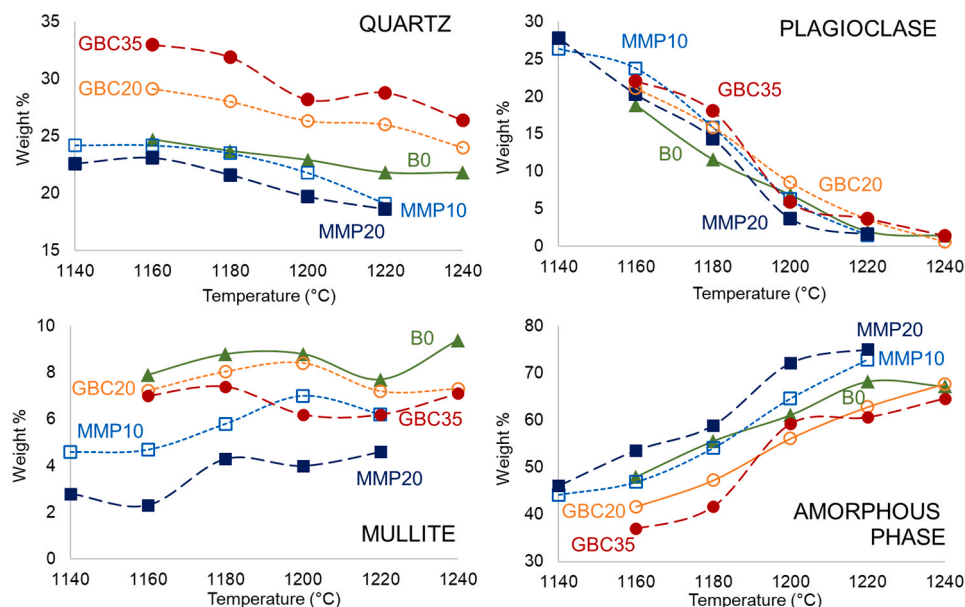 QUARTZ
Weight %
35
30
25
20
15
GBC35
GBC20
B0
MMP10
MMP20
1140 1160 1180 1200 1220 1240
Temperature (°C)
PLAGIOCLASE
Weight %
30
25
20
15
10
5
0
MMP10
GBC35
B0
GBC20
MMP20
1140 1160 1180 1200 1220 1240
Temperature (°C)
Weight %
10
8
6
4
2
0
B0
GBC20
GBC35
MMP10
MMP20
MULLITE
1140 1160 1180 1200 1220 1240
Temperature (°C)
Weight %
80
70
60
50
40
30
MMP20
MMP10
B0
GBC20
GBC35
AMORPHOUS
PHASE
1140 1160 1180 1200 1220 1240
Temperature (°C)